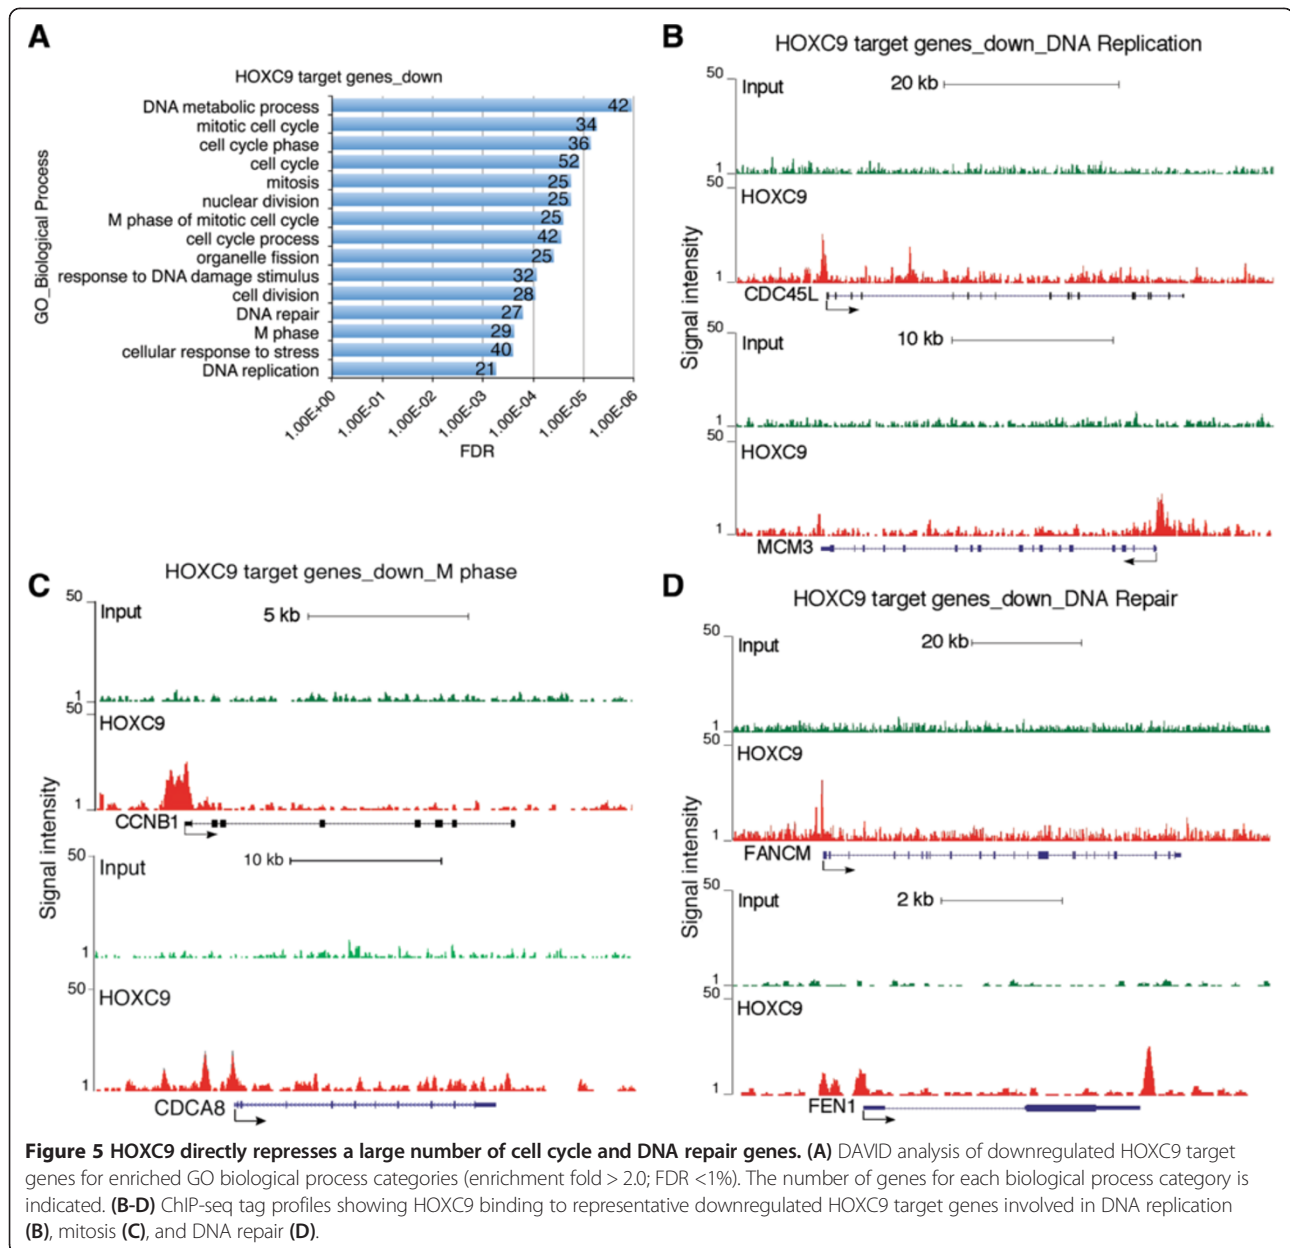 A
HOXC9 target genes_down
GO_Biological Process
DNA metabolic process 42
mitotic cell cycle 34
cell cycle phase 36
cell cycle 52
mitosis 25
nuclear division 25
M phase of mitotic cell cycle 25
cell cycle process 42
organelle fission 25
response to DNA damage stimulus 32
cell division 28
DNA repair 27
M phase 29
cellular response to stress 40
DNA replication 21
1.00E+00 1.00E-01 1.00E-02 1.00E-03 1.00E-04 1.00E-05 1.00E-06
FDR
B
HOXC9 target genes_down_DNA Replication
Signal intensity
50
Input
20 kb
1
50
HOXC9
1
CDC45L
50
Input
10 kb
1
50
HOXC9
1
MCM3
C
HOXC9 target genes_down_M phase
Signal intensity
50
Input
5 kb
1
50
HOXC9
1
CCNB1
50
Input
10 kb
1
50
HOXC9
1
CDCA8
D
HOXC9 target genes_down_DNA Repair
Signal intensity
50
Input
20 kb
1
50
HOXC9
1
FANCM
50
Input
2 kb
1
50
HOXC9
1
FEN1
Figure 5 HOXC9 directly represses a large number of cell cycle and DNA repair genes. (A) DAVID analysis of downregulated HOXC9 target
genes for enriched GO biological process categories (enrichment fold > 2.0; FDR <1%). The number of genes for each biological process category is
indicated. (B-D) ChIP-seq tag profiles showing HOXC9 binding to representative downregulated HOXC9 target genes involved in DNA replication
(B), mitosis (C), and DNA repair (D).